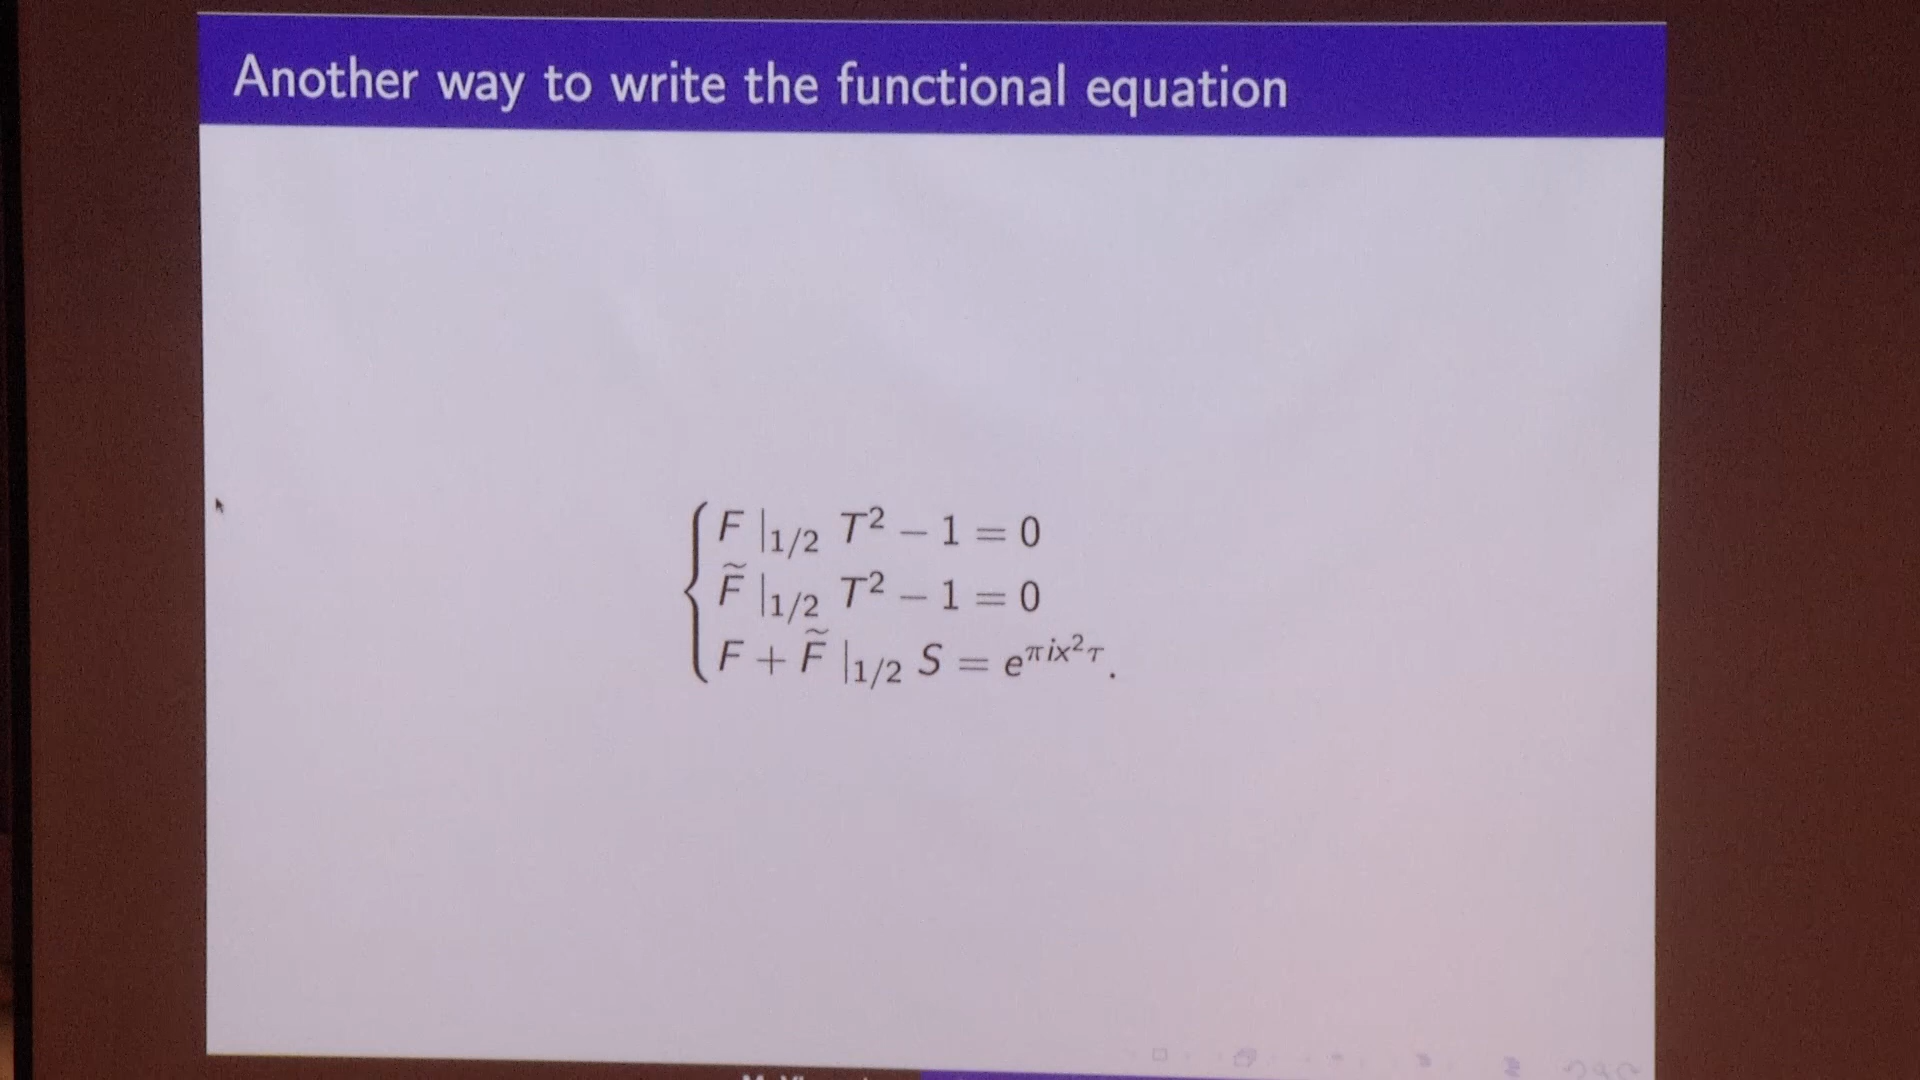 Another way to write the functional equation
F |₁/₂ T² − 1 = 0
F̃ |₁/₂ T² − 1 = 0
F + F̃ |₁/₂ S = e^{πix²τ}.